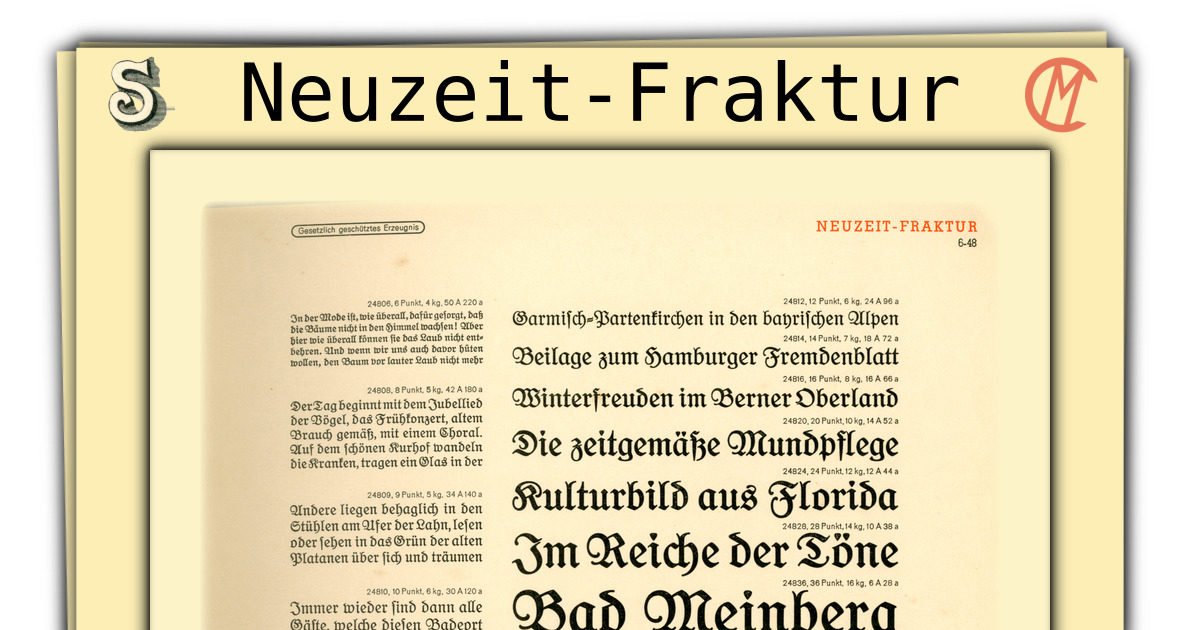 Neuzeit-Fraktur
Gesetzlich geschütztes Erzeugnis
NEUZEIT-FRAKTUR
6-48
24806, 6 Punkt, 4 kg, 50 A 220 a
In der Mode ist, wie überall, dafür gesorgt, daß
die Bäume nicht in den Himmel wachsen! Aber
hier wie überall können sie das Laub nicht ent-
behren. Und wenn wir uns auch davor hüten
wollen, den Baum vor lauter Laub nicht mehr
24808, 8 Punkt, 5 kg, 42 A 180 a
Der Tag beginnt mit dem Jubellied
der Vögel, das Frühkonzert, altem
Brauch gemäß, mit einem Choral.
Auf dem schönen Kurhof wandeln
die Kranken, tragen ein Glas in der
24809, 9 Punkt, 5 kg, 34 A 140 a
Andere liegen behaglich in den
Stühlen am Ufer der Lahn, lesen
oder sehen in das Grün der alten
Platanen über sich und träumen
24810, 10 Punkt, 6 kg, 30 A 120 a
Immer wieder sind dann alle
Gäste, welche diesen Badeort
24812, 12 Punkt, 6 kg, 24 A 96 a
Garmisch-Partenkirchen in den bayrischen Alpen
24814, 14 Punkt, 7 kg, 18 A 72 a
Beilage zum Hamburger Fremdenblatt
24816, 16 Punkt, 8 kg, 16 A 66 a
Winterfreuden im Berner Oberland
24820, 20 Punkt, 10 kg, 14 A 52 a
Die zeitgemäße Mundpflege
24824, 24 Punkt, 12 kg, 12 A 44 a
Kulturbild aus Florida
24828, 28 Punkt, 14 kg, 10 A 38 a
Im Reiche der Töne
24836, 36 Punkt, 16 kg, 6 A 28 a
Bad Meinberg